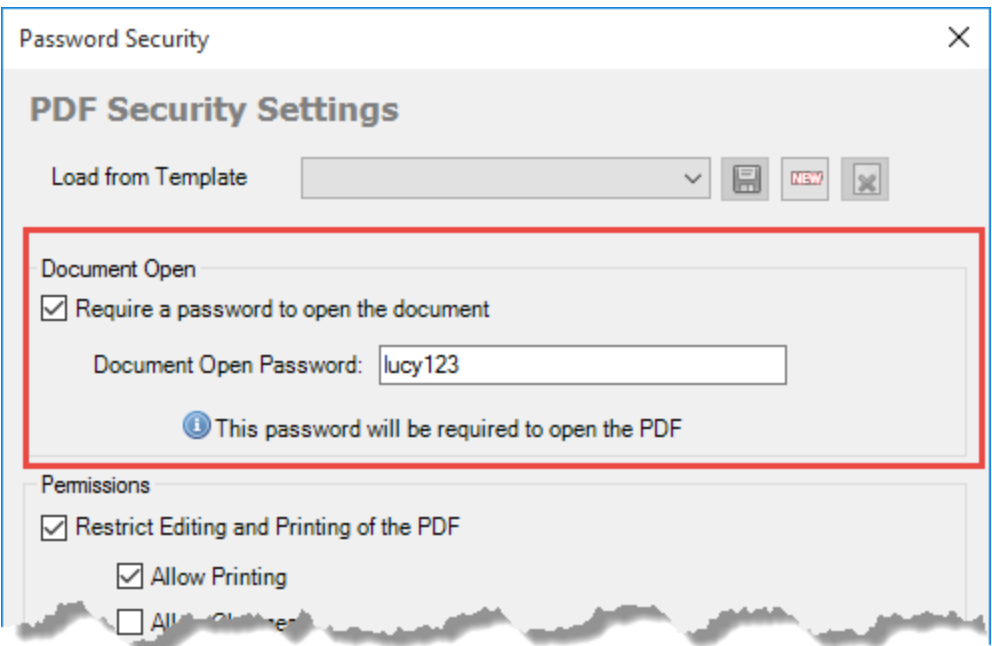 Password Security
PDF Security Settings
Load from Template
NEW
Document Open
Require a password to open the document
Document Open Password: lucy123
This password will be required to open the PDF
Permissions
Restrict Editing and Printing of the PDF
Allow Printing